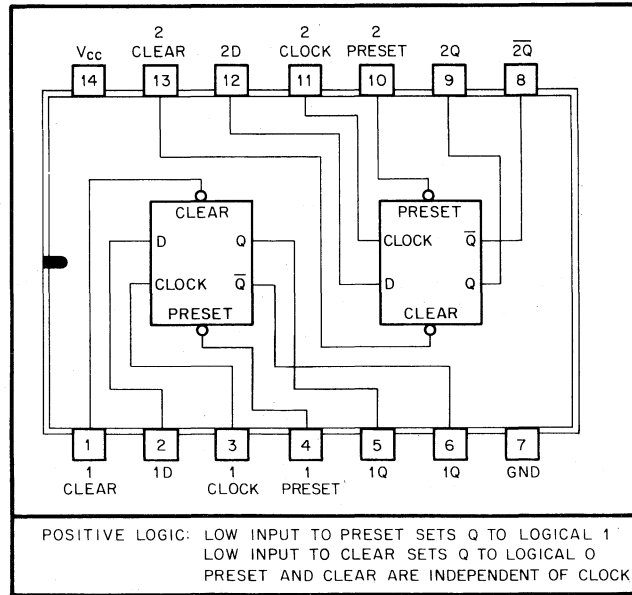 2 2 2
Vcc CLEAR 2D CLOCK PRESET 2Q 2̅Q̅
14 13 12 11 10 9 8
CLEAR PRESET
D Q CLOCK Q̅
CLOCK Q̅ D Q
PRESET CLEAR
1 2 3 4 5 6 7
1 1D 1 1 1Q 1Q GND
CLEAR CLOCK PRESET
POSITIVE LOGIC: LOW INPUT TO PRESET SETS Q TO LOGICAL 1
LOW INPUT TO CLEAR SETS Q TO LOGICAL 0
PRESET AND CLEAR ARE INDEPENDENT OF CLOCK